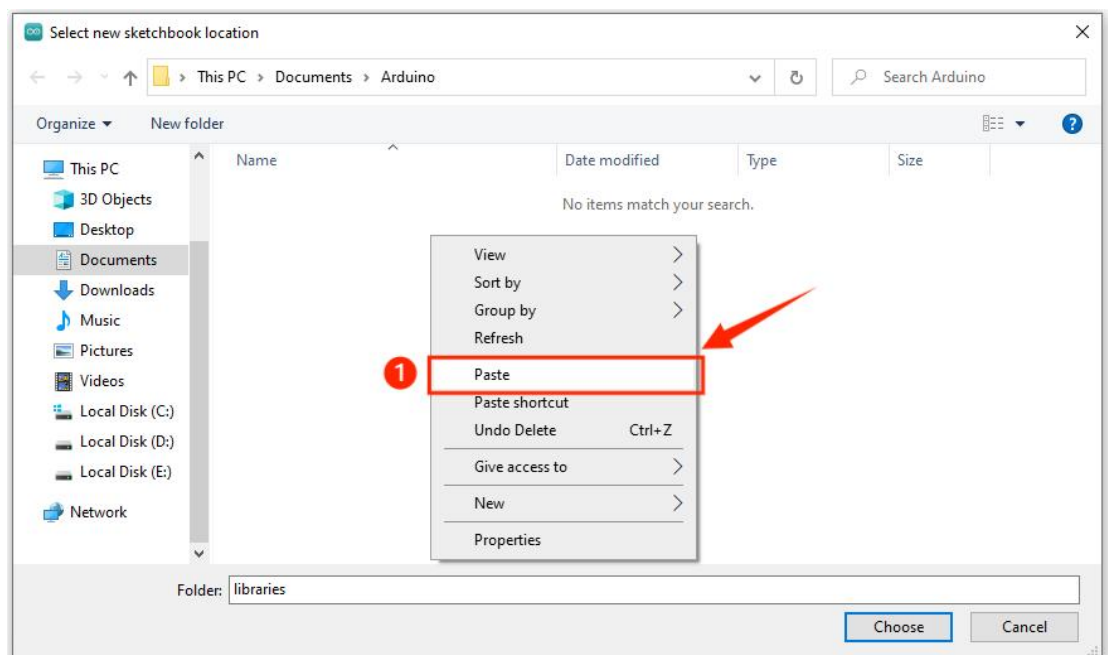 Select new sketchbook location
This PC > Documents > Arduino
Search Arduino
Organize
New folder
This PC
3D Objects
Desktop
Documents
Downloads
Music
Pictures
Videos
Local Disk (C:)
Local Disk (D:)
Local Disk (E:)
Network
Name Date modified Type Size
No items match your search.
View
Sort by
Group by
Refresh
1
Paste
Paste shortcut
Undo Delete Ctrl+Z
Give access to
New
Properties
Folder: libraries
Choose Cancel